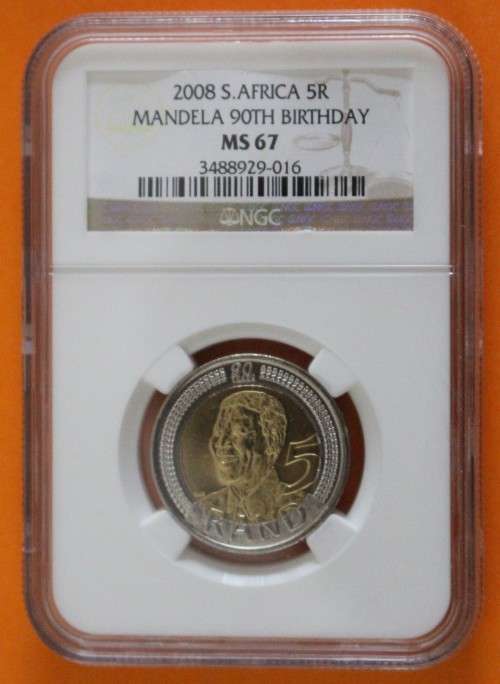 2008 S.AFRICA 5R
MANDELA 90TH BIRTHDAY
MS 67
3488929-016
NGC
90
5
RAND